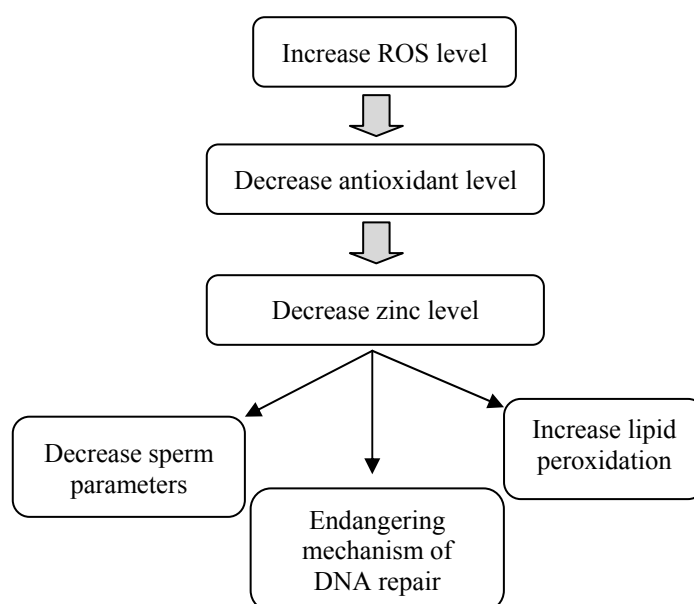 Increase ROS level
Decrease antioxidant level
Decrease zinc level
Decrease sperm
parameters
Endangering
mechanism of
DNA repair
Increase lipid
peroxidation